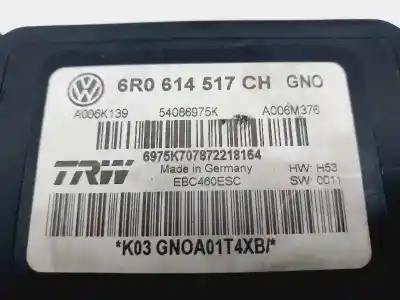 6R0 614 517 CH GNO
A006K139 54086975K A006M376
6975K707872218164
TRW Made in Germany HW: H53
EBC460ESC SW: 0011
*K03 GNOA01T4XB/*